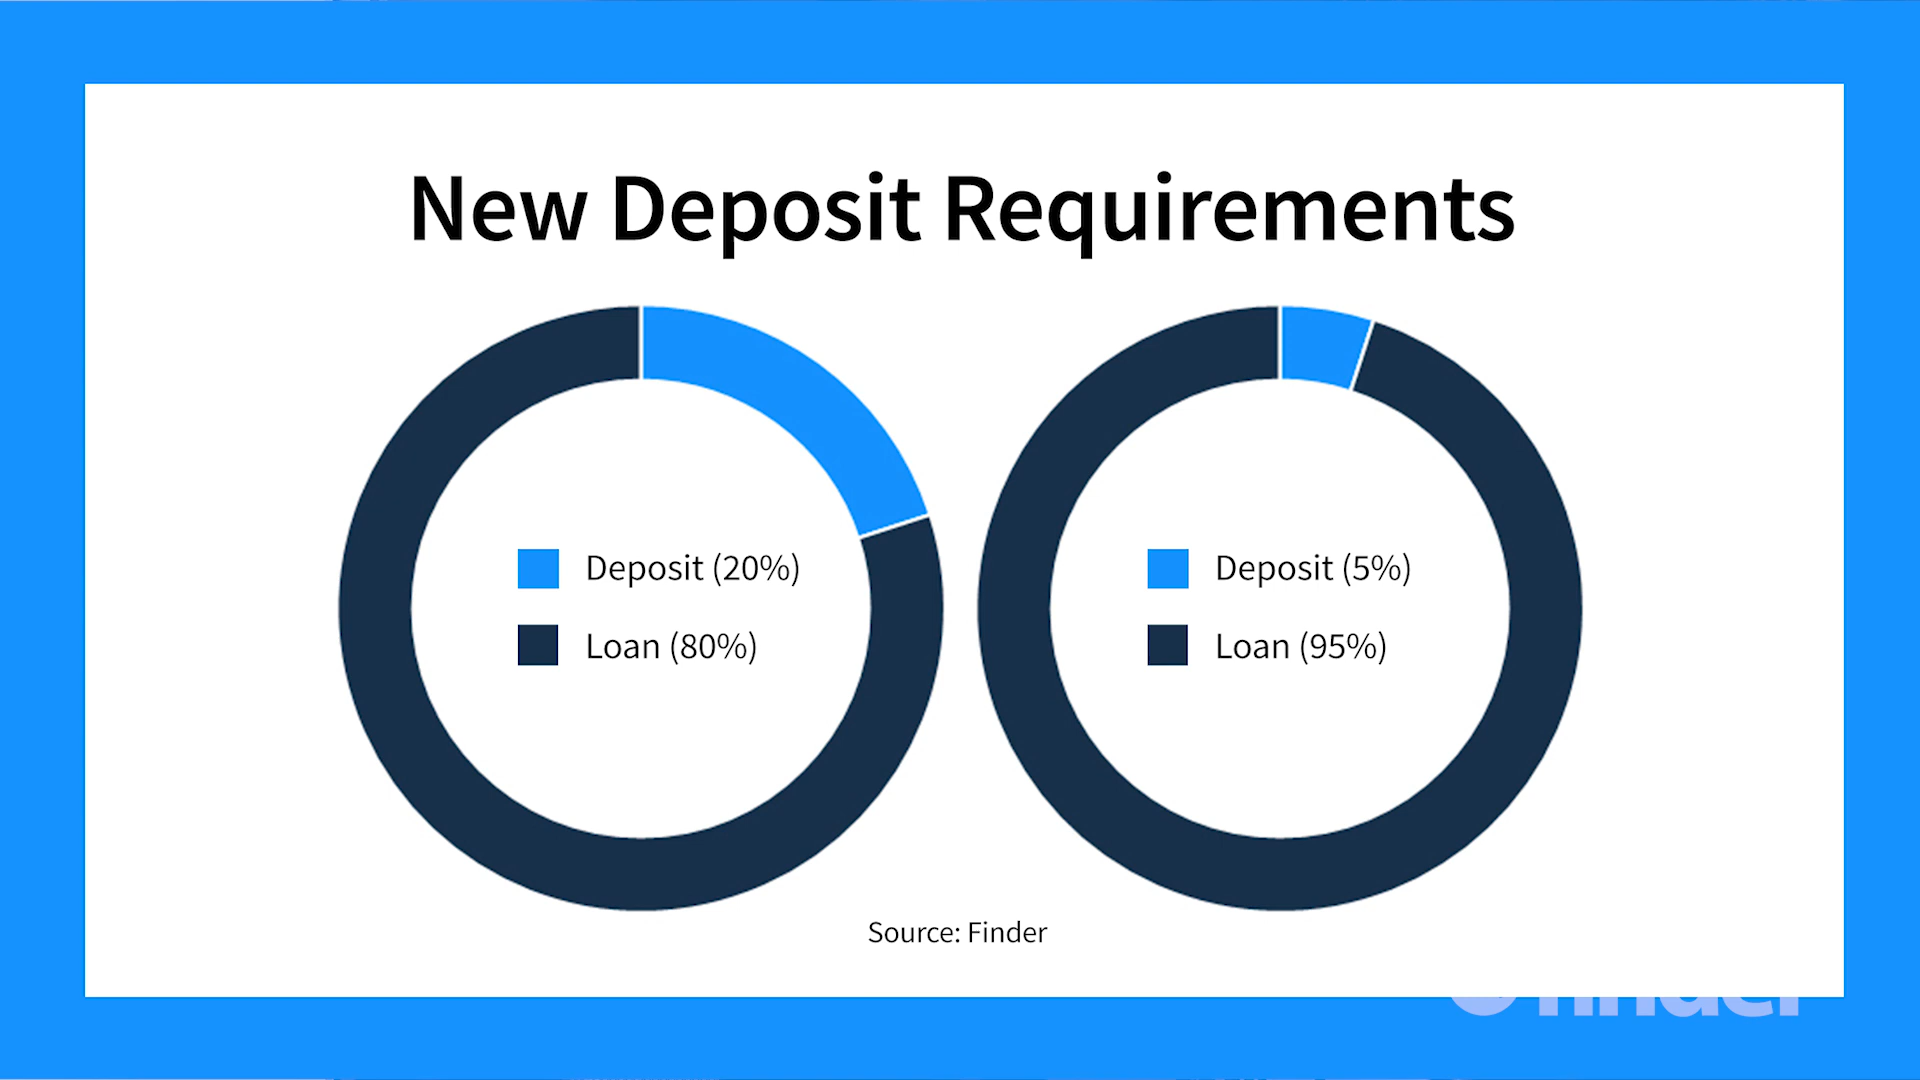 New Deposit Requirements
Deposit (20%)
Loan (80%)
Deposit (5%)
Loan (95%)
Source: Finder